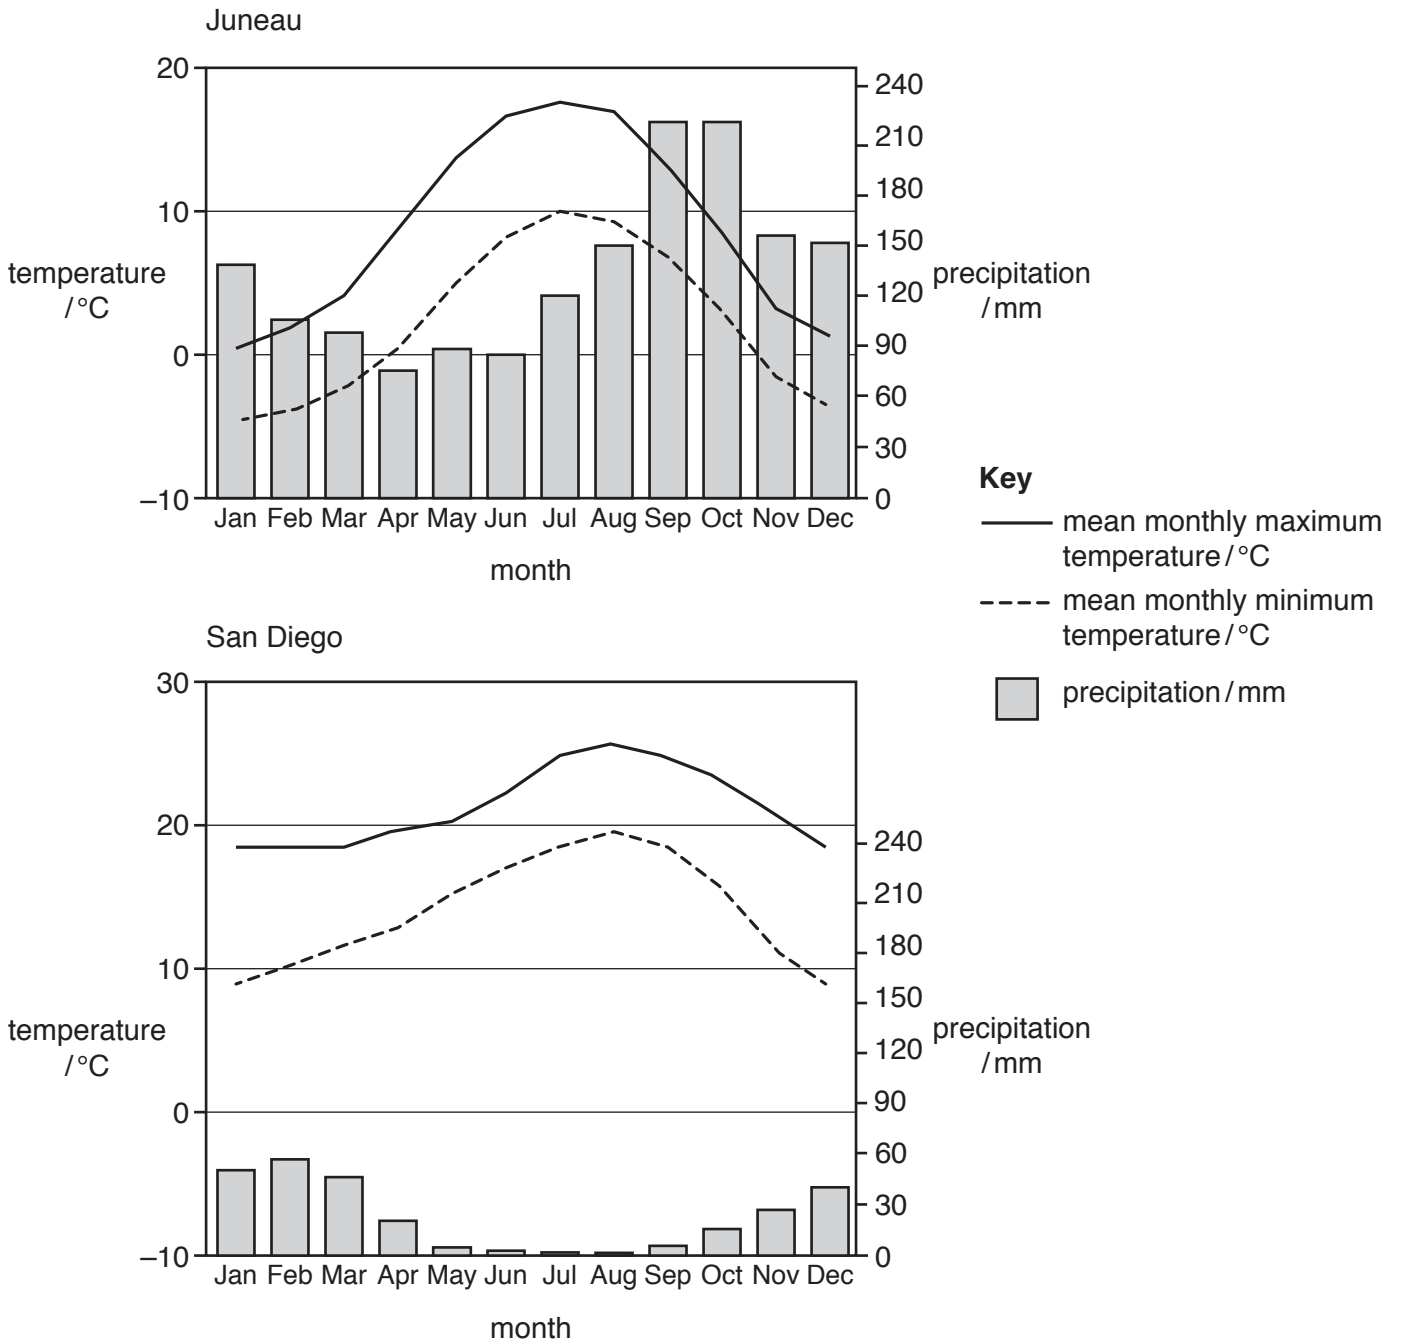 Juneau
20
10
0
–10
temperature
/ °C
240
210
180
150
120
90
60
30
0
precipitation
/ mm
Jan Feb Mar Apr May Jun Jul Aug Sep Oct Nov Dec
month
Key
mean monthly maximum
temperature / °C
mean monthly minimum
temperature / °C
precipitation / mm
San Diego
30
20
10
0
–10
temperature
/ °C
240
210
180
150
120
90
60
30
0
precipitation
/ mm
Jan Feb Mar Apr May Jun Jul Aug Sep Oct Nov Dec
month